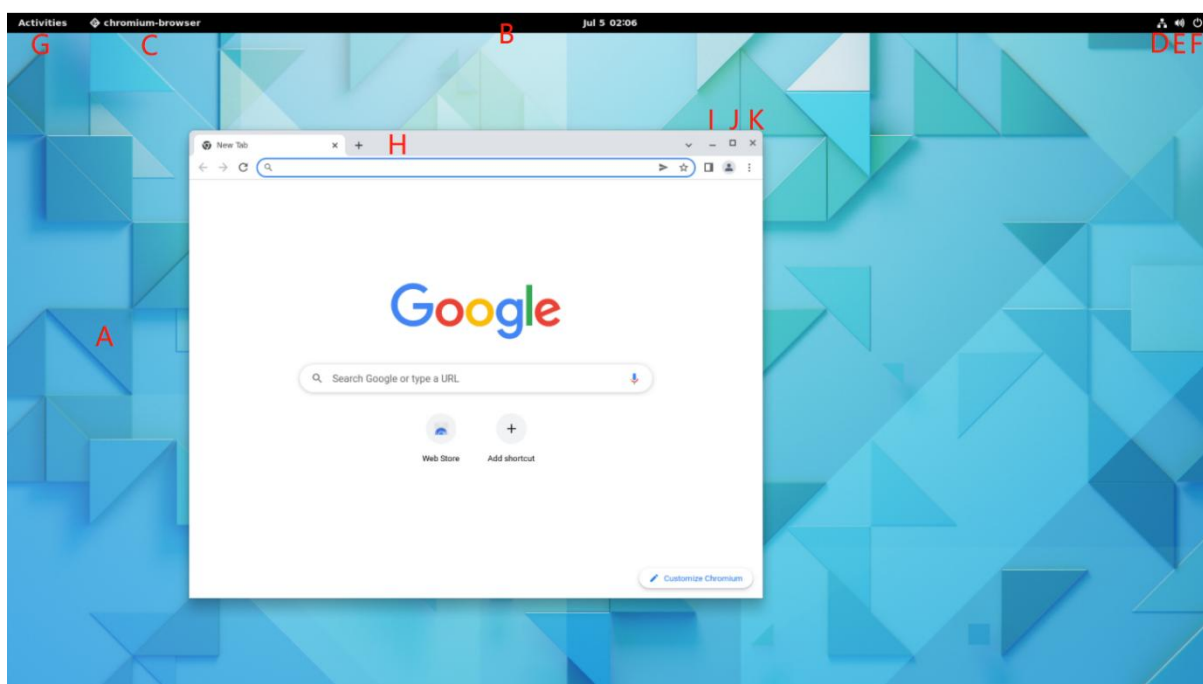 Activities chromium-browser Jul 5 02:06
G C B D E F
I J K
New Tab H
Google
A
Search Google or type a URL
Web Store Add shortcut
Customize Chromium